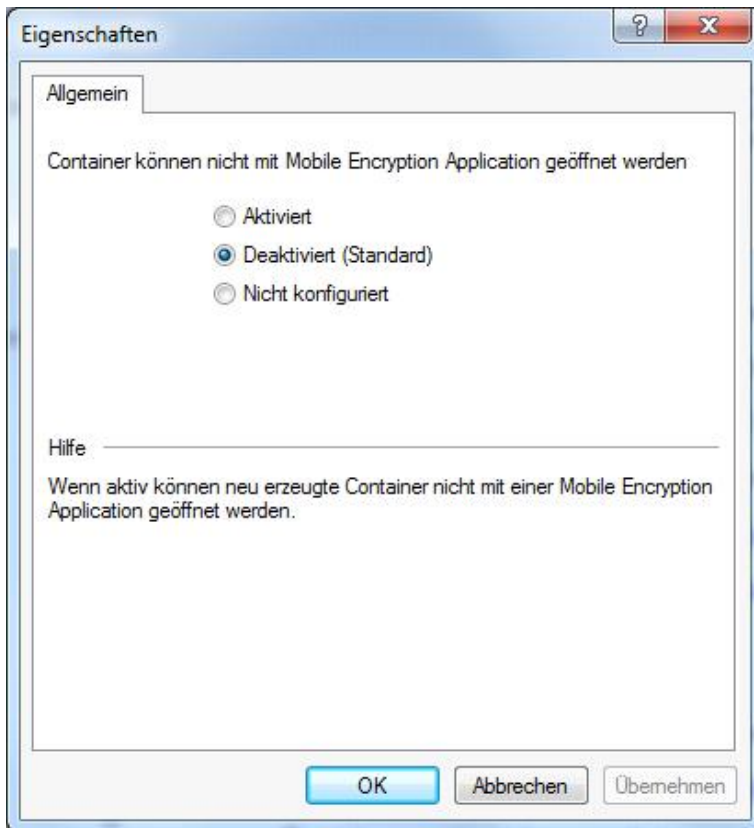 Eigenschaften
?
X
Allgemein
Container können nicht mit Mobile Encryption Application geöffnet werden
Aktiviert
Deaktiviert (Standard)
Nicht konfiguriert
Hilfe
Wenn aktiv können neu erzeugte Container nicht mit einer Mobile Encryption
Application geöffnet werden.
OK
Abbrechen
Übernehmen